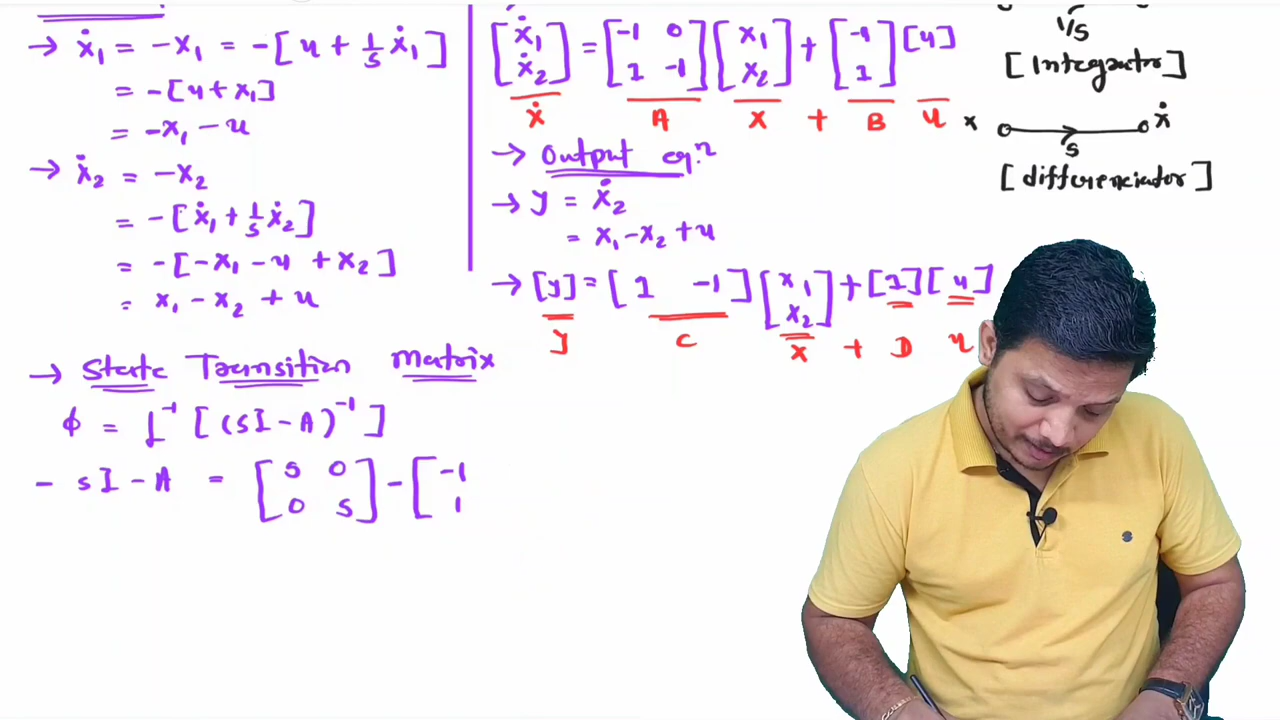 → ẋ₁ = -x₁ = -[u + 1/s ẋ₁]
= -[u+x₁]
= -x₁ - u
→ ẋ₂ = -x₂
= -[ẋ₁ + 1/s ẋ₂]
= -[-x₁ - u + x₂]
= x₁ - x₂ + u
[ẋ₁ ẋ₂] = [-1 0 1 -1] [x₁ x₂] + [-1 1] [u]
ẋ A x + B u
→ Output eqⁿ
→ y = ẋ₂
= x₁ - x₂ + u
→ [y] = [1 -1] [x₁ x₂] + [1] [u]
y C x + D u
1/s
[Integrator]
x ẋ
s
[differenciator]
→ State Transition Matrix
ϕ = L⁻¹ [(sI - A)⁻¹]
- sI - A = [s 0 0 s] - [-1 1